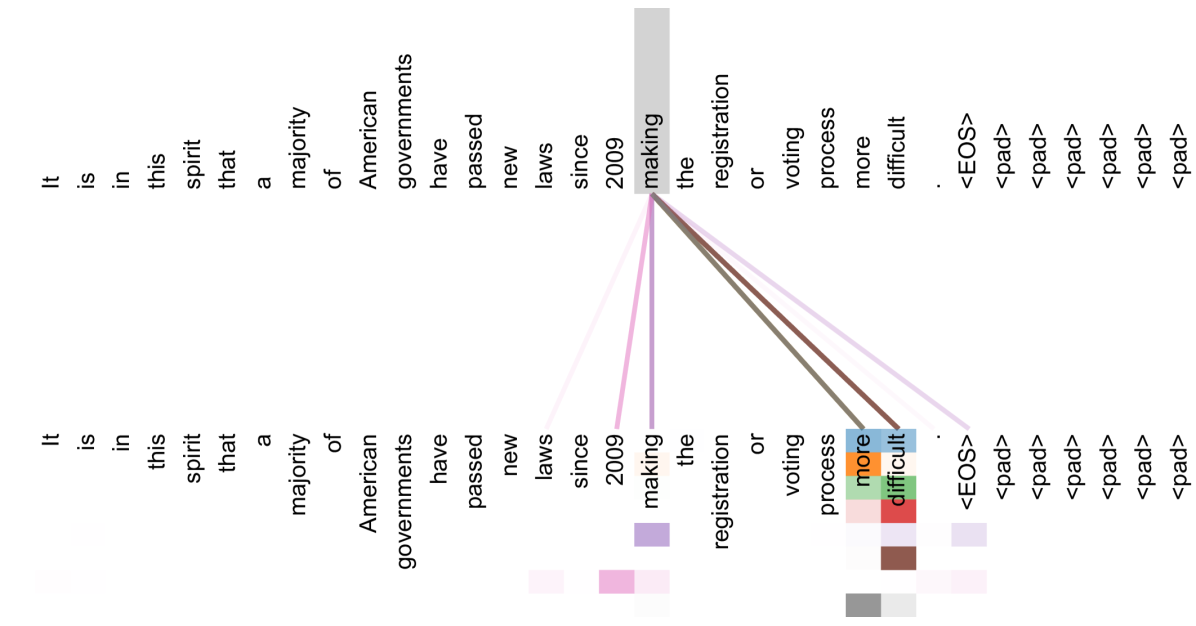 It is in this spirit that a majority of American governments have passed new laws since 2009 making the registration or voting process more difficult . <EOS> <pad> <pad> <pad> <pad> <pad> <pad>
It is in this spirit that a majority of American governments have passed new laws since 2009 making the registration or voting process more difficult . <EOS> <pad> <pad> <pad> <pad> <pad> <pad>